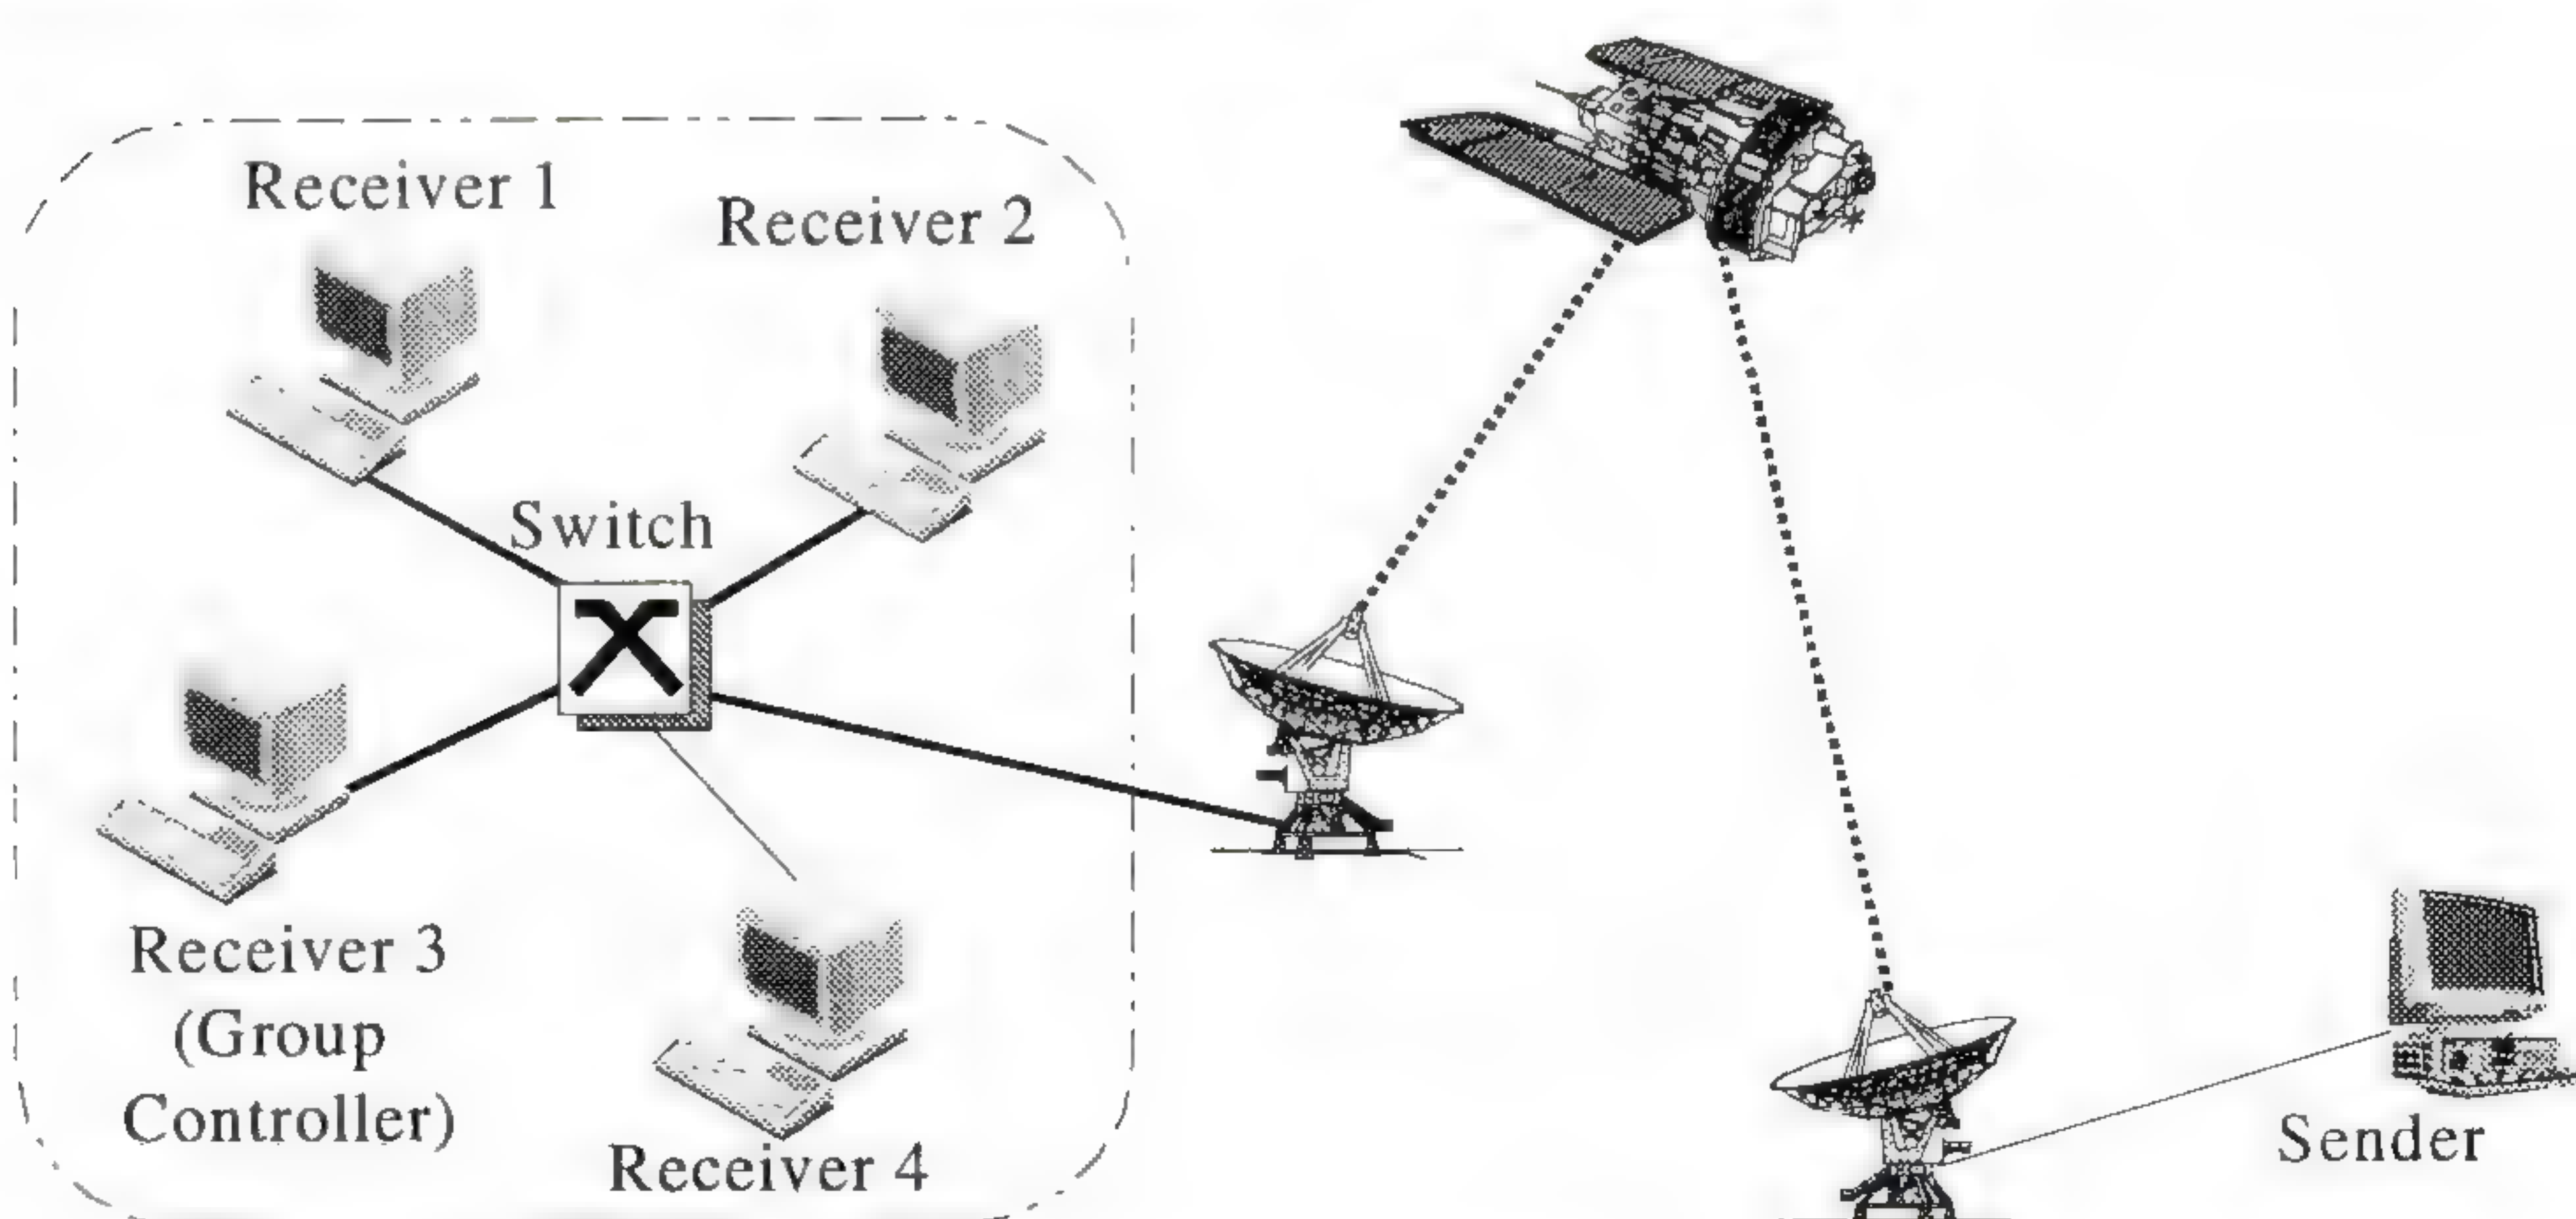 Receiver 1
Receiver 2
Switch
Receiver 3
(Group
Controller)
Receiver 4
Sender